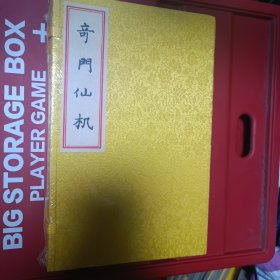 奇門仙机
BIG STORAGE BOX
PLAYER GAME +